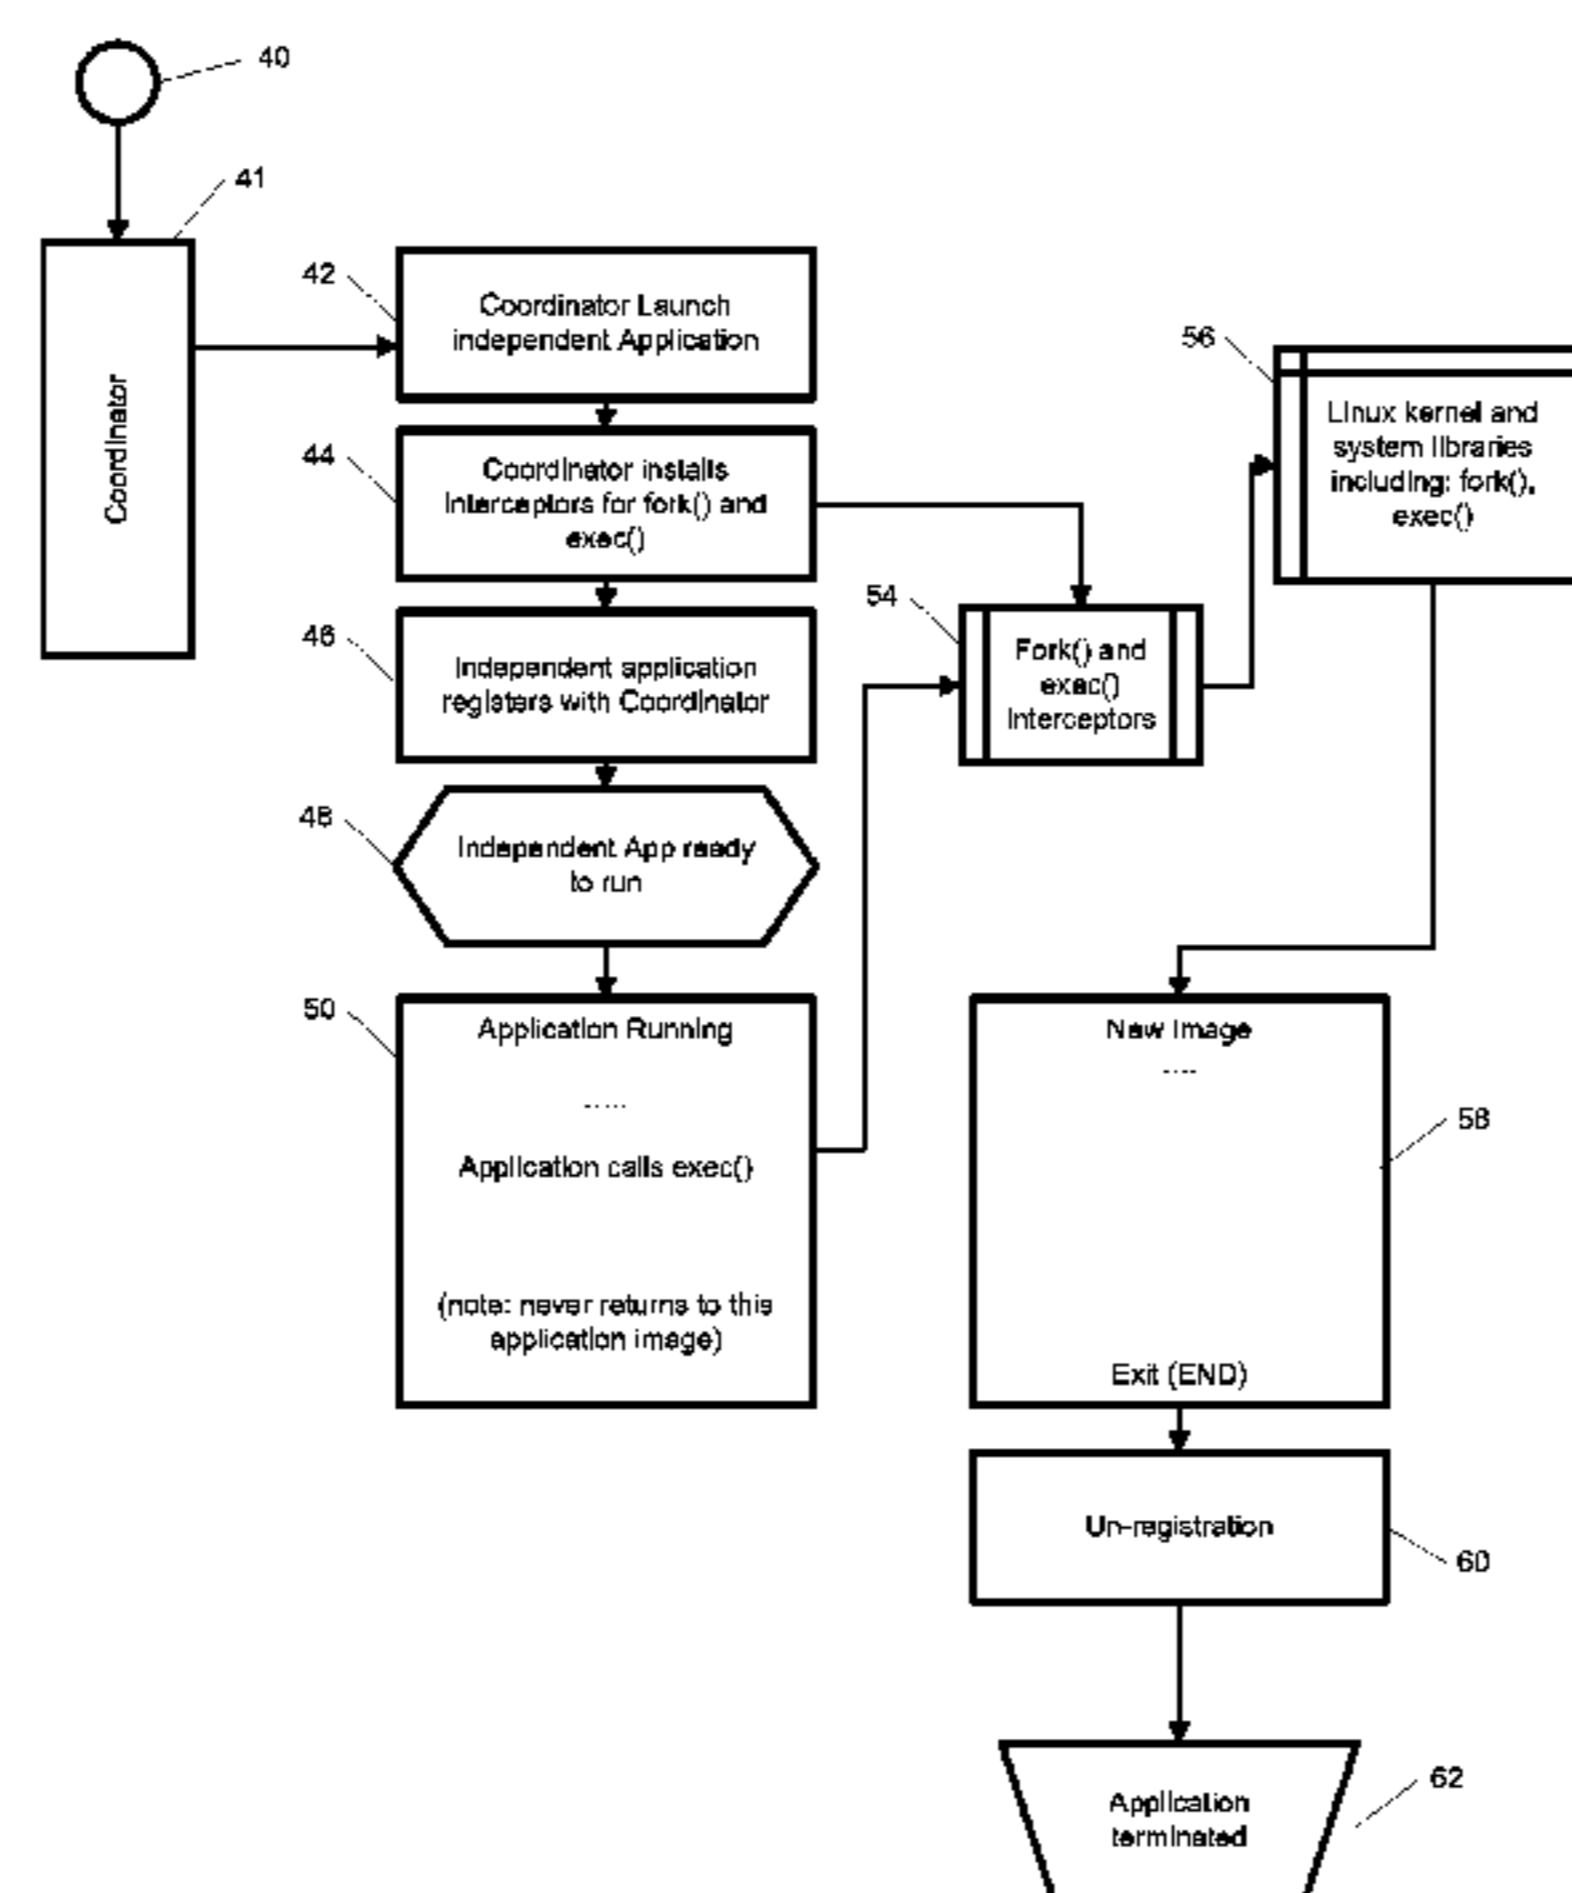 40
41
Coordinator
42
Coordinator Launch
independent Application
44
Coordinator installs
interceptors for fork() and
exec()
46
Independent application
registers with Coordinator
48
Independent App ready
to run
50
Application Running
.....
Application calls exec()
(note: never returns to this
application image)
54
Fork() and
exec()
Interceptors
56
Linux kernel and
system libraries
including: fork(),
exec()
New Image
....
Exit (END)
58
Un-registration
60
Application
terminated
62